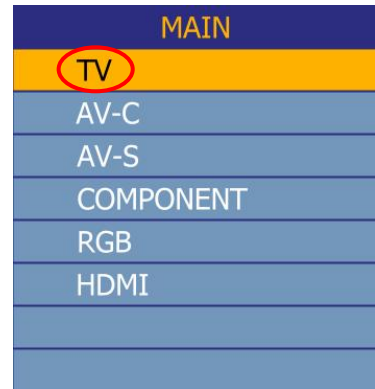 MAIN
TV
AV-C
AV-S
COMPONENT
RGB
HDMI